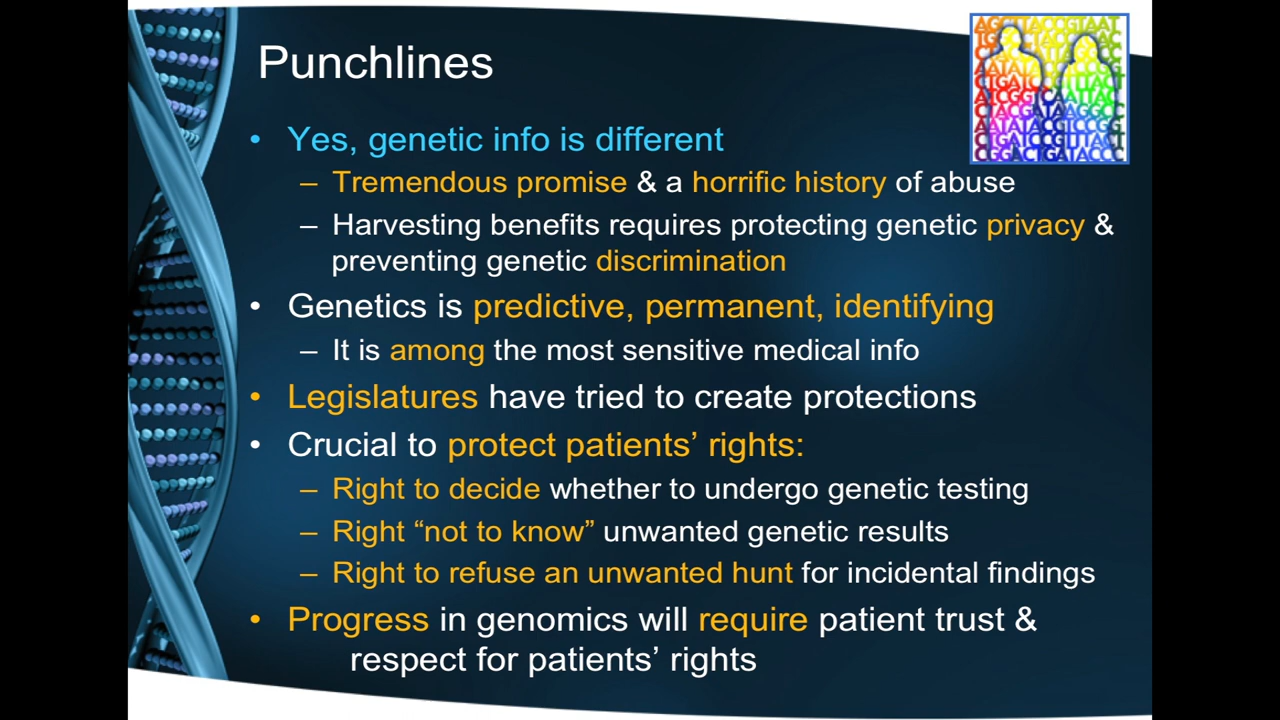 Punchlines
• Yes, genetic info is different
– Tremendous promise & a horrific history of abuse
– Harvesting benefits requires protecting genetic privacy &
preventing genetic discrimination
• Genetics is predictive, permanent, identifying
– It is among the most sensitive medical info
• Legislatures have tried to create protections
• Crucial to protect patients’ rights:
– Right to decide whether to undergo genetic testing
– Right “not to know” unwanted genetic results
– Right to refuse an unwanted hunt for incidental findings
• Progress in genomics will require patient trust &
respect for patients’ rights